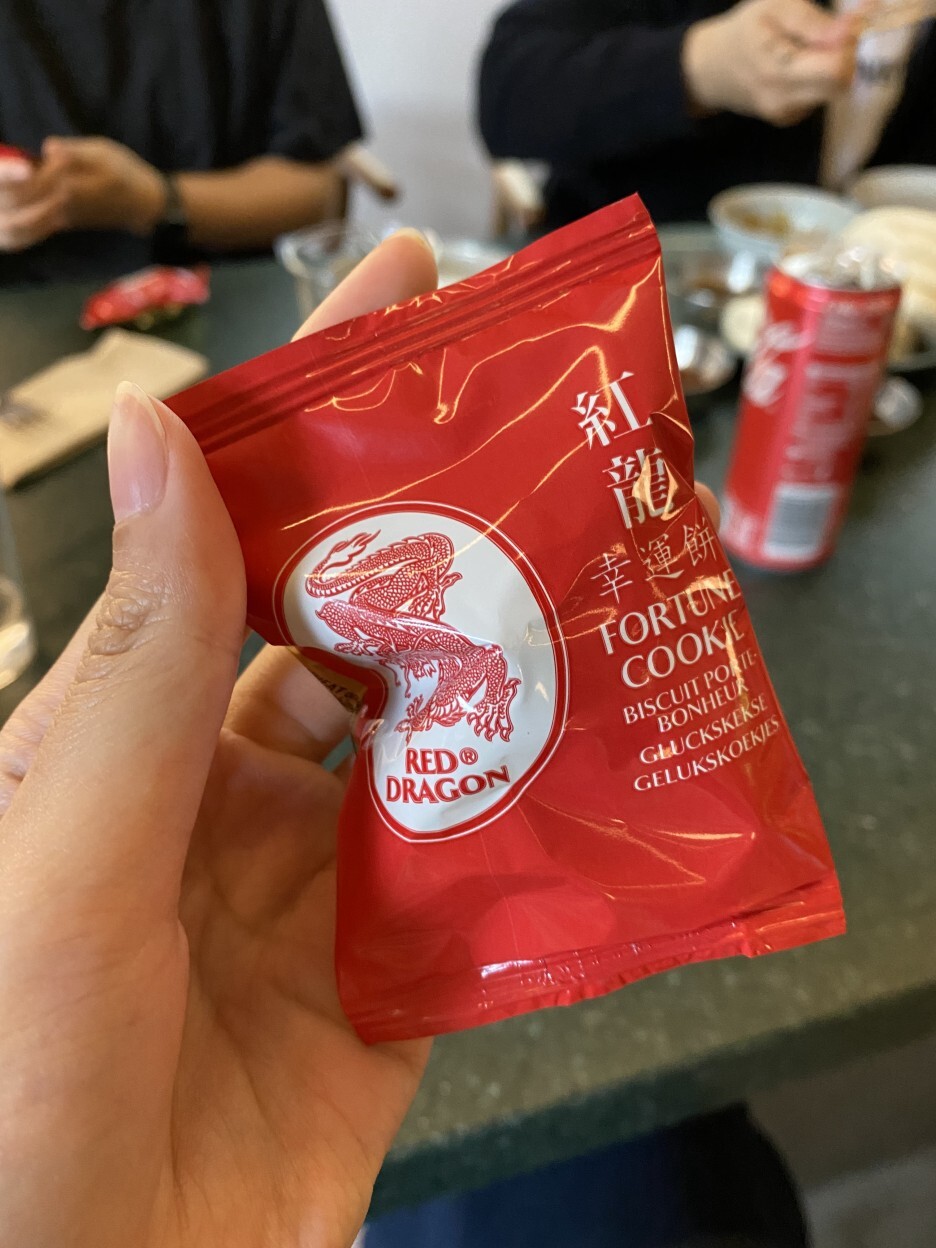 紅
龍
幸運餅
FORTUNE
COOKIE
BISCUIT PORTE-
BONHEUR
GLUCKSKEKSE
GELUKSKOEKJES
RED®
DRAGON